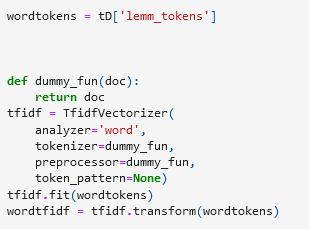 wordtokens = tD['lemm_tokens']
def dummy_fun(doc):
    return doc
tfidf = TfidfVectorizer(
    analyzer='word',
    tokenizer=dummy_fun,
    preprocessor=dummy_fun,
    token_pattern=None)
tfidf.fit(wordtokens)
wordtfidf = tfidf.transform(wordtokens)